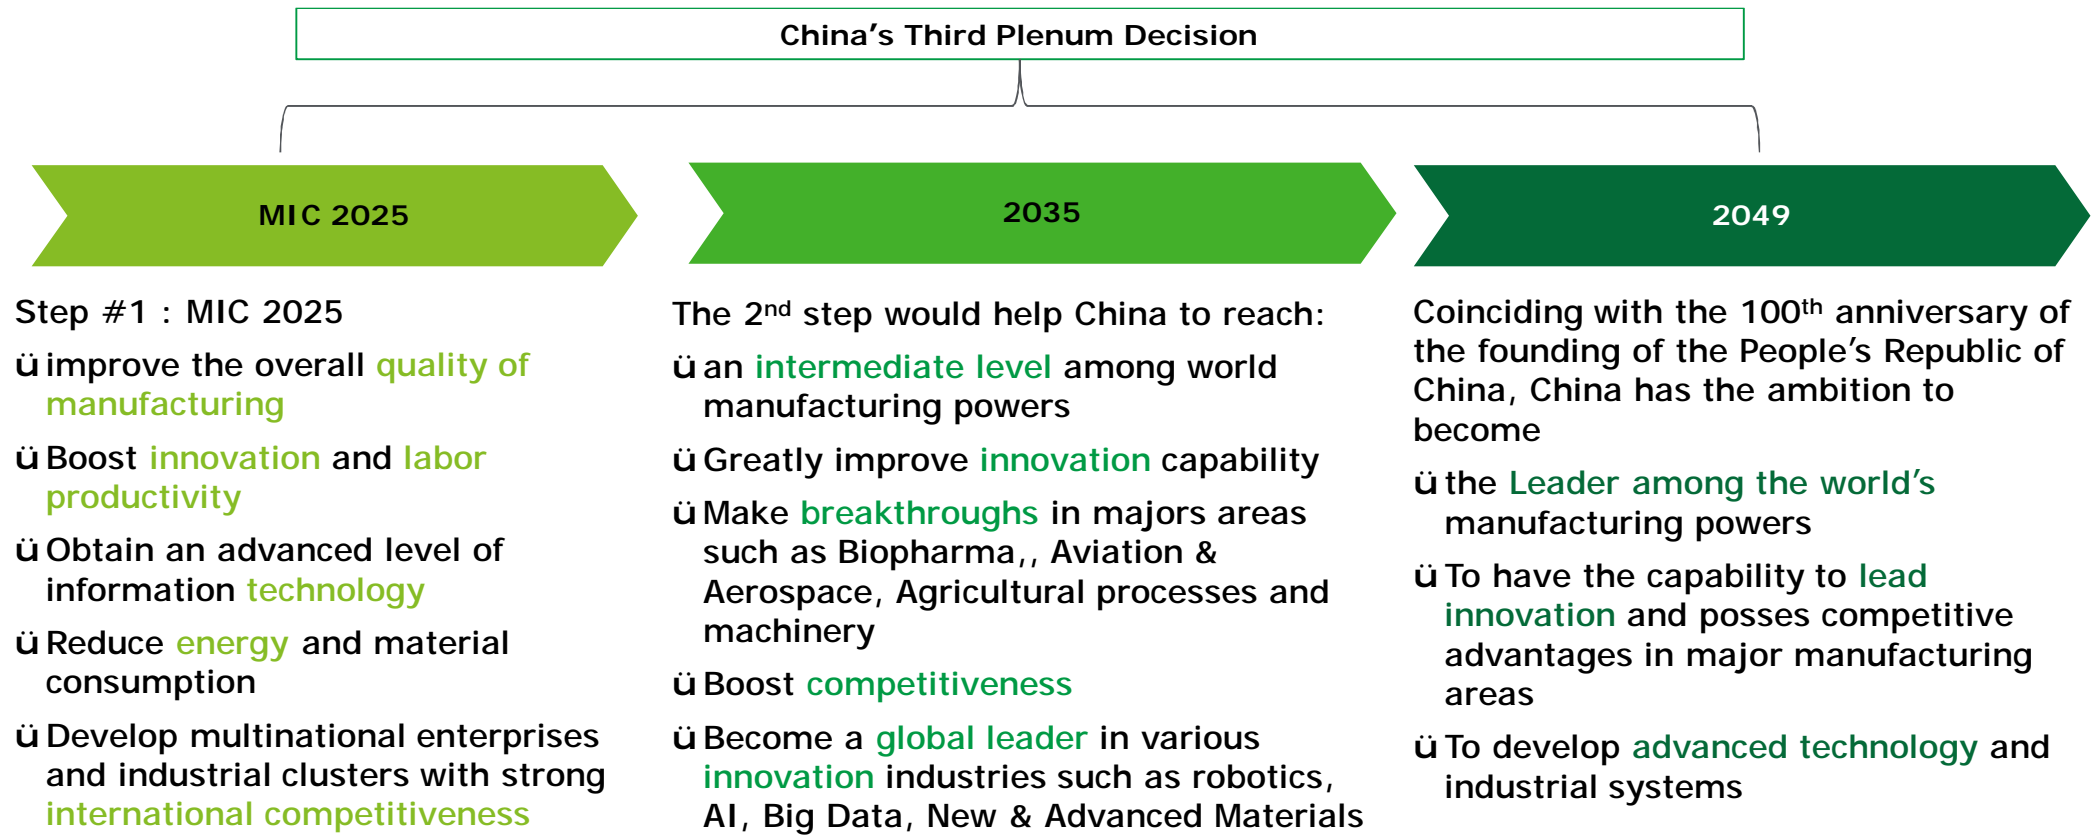 China's Third Plenum Decision
MIC 2025
2035
2049
Step #1 : MIC 2025
ü improve the overall quality of
manufacturing
ü Boost innovation and labor
productivity
ü Obtain an advanced level of
information technology
ü Reduce energy and material
consumption
ü Develop multinational enterprises
and industrial clusters with strong
international competitiveness
The 2nd step would help China to reach:
ü an intermediate level among world
manufacturing powers
ü Greatly improve innovation capability
ü Make breakthroughs in majors areas
such as Biopharma,, Aviation &
Aerospace, Agricultural processes and
machinery
ü Boost competitiveness
ü Become a global leader in various
innovation industries such as robotics,
AI, Big Data, New & Advanced Materials
Coinciding with the 100th anniversary of
the founding of the People's Republic of
China, China has the ambition to
become
ü the Leader among the world's
manufacturing powers
ü To have the capability to lead
innovation and posses competitive
advantages in major manufacturing
areas
ü To develop advanced technology and
industrial systems